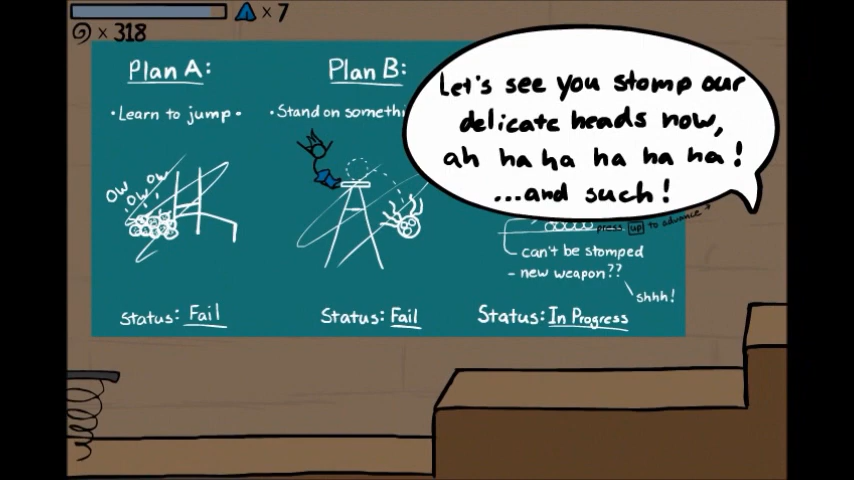 × 7
× 318
Plan A:
Plan B:
• Learn to jump •
• Stand on
Let's see you stomp our
delicate heads now,
ah ha ha ha ha ha!
...and such!
ow
ow
ow
press up to advance
can't be stomped
- new weapon??
shhh!
Status: Fail
Status: Fail
Status: In Progress